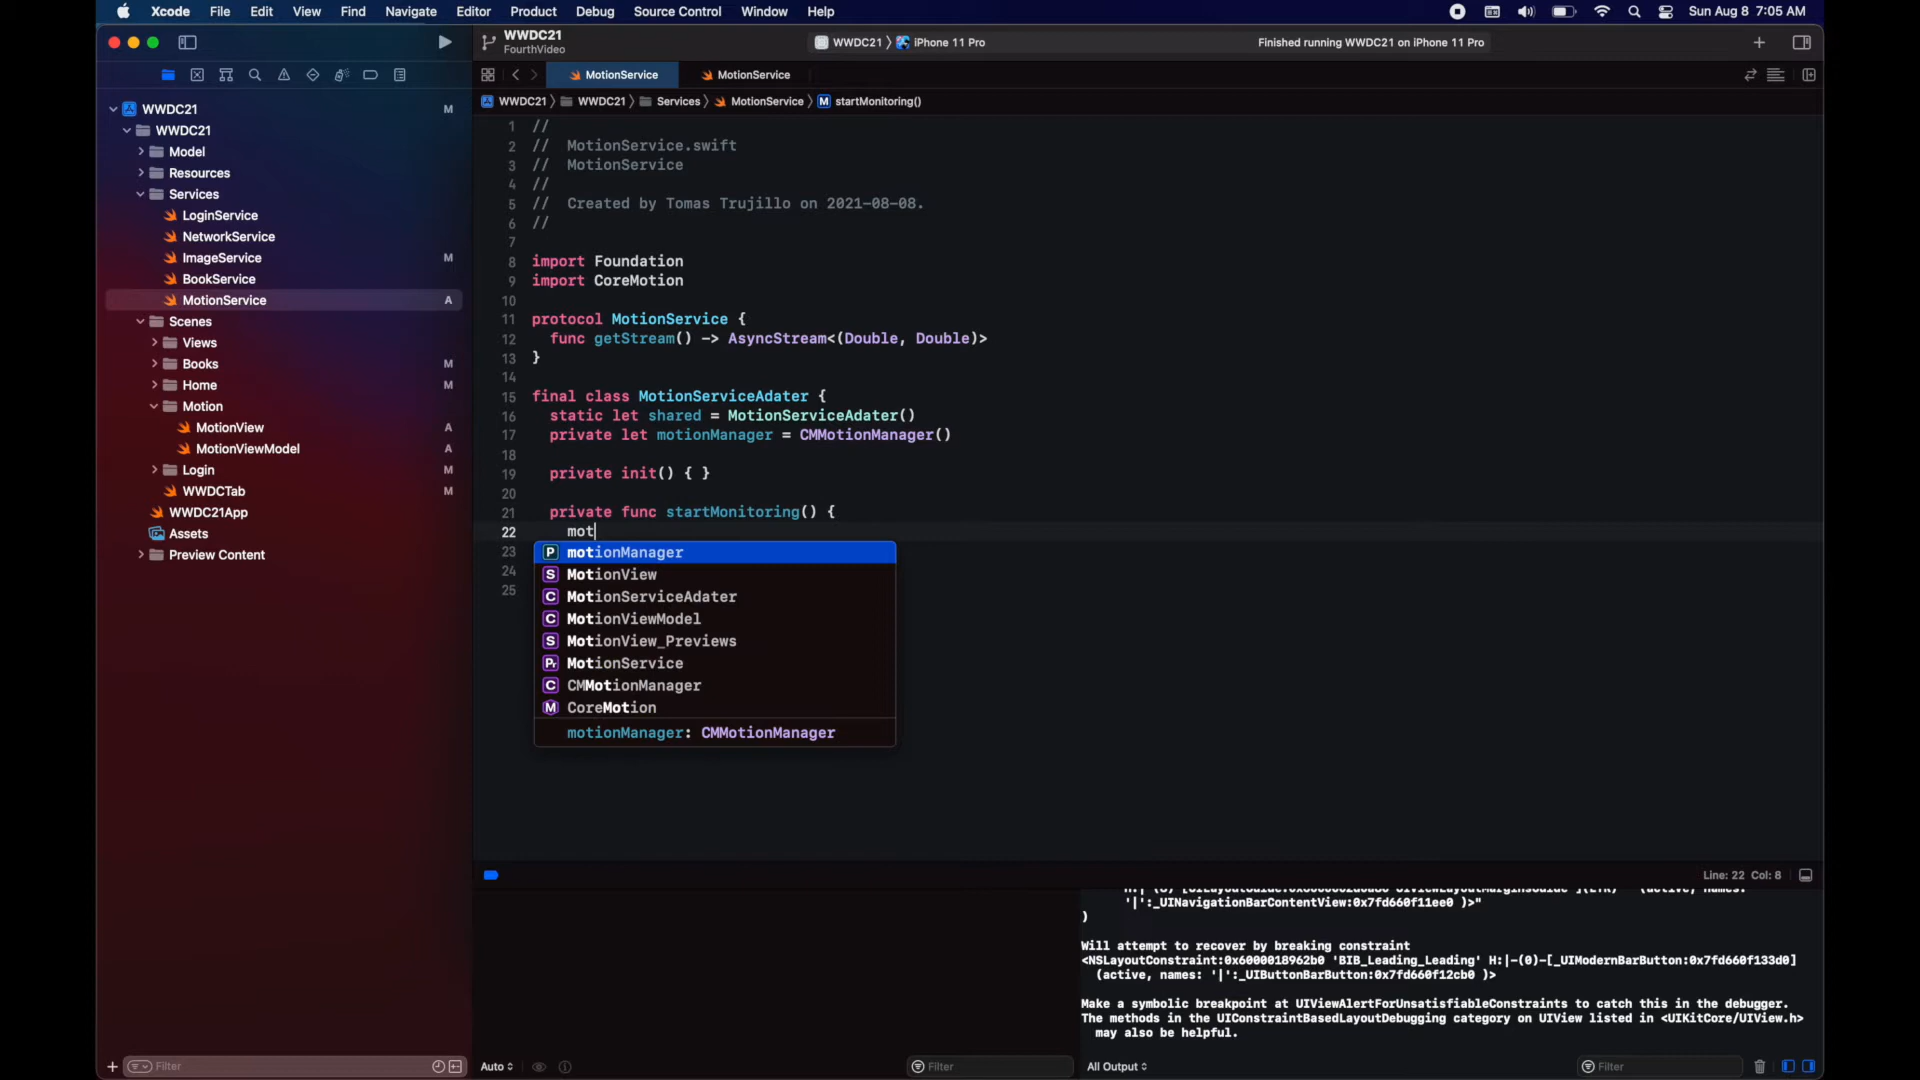 Xcode File Edit View Find Navigate Editor Product Debug Source Control Window Help Sun Aug 8 7:05 AM
WWDC21
FourthVideo
WWDC21 iPhone 11 Pro
Finished running WWDC21 on iPhone 11 Pro
MotionService MotionService
WWDC21 WWDC21 Services MotionService M startMonitoring()
WWDC21 M
WWDC21
Model
Resources
Services
LoginService
NetworkService
ImageService M
BookService
MotionService A
Scenes
Views
Books M
Home M
Motion
MotionView A
MotionViewModel A
Login M
WWDCTab M
WWDC21App
Assets
Preview Content
Filter
1 //
2 // MotionService.swift
3 // MotionService
4 //
5 // Created by Tomas Trujillo on 2021-08-08.
6 //
7
8 import Foundation
9 import CoreMotion
10
11 protocol MotionService {
12 func getStream() -> AsyncStream<(Double, Double)>
13 }
14
15 final class MotionServiceAdater {
16 static let shared = MotionServiceAdater()
17 private let motionManager = CMMotionManager()
18
19 private init() { }
20
21 private func startMonitoring() {
22 mot
23
24
25
P motionManager
S MotionView
C MotionServiceAdater
C MotionViewModel
S MotionView_Previews
Pr MotionService
C CMMotionManager
M CoreMotion
motionManager: CMMotionManager
Line: 22 Col: 8
'|':_UINavigationBarContentView:0x7fd660f11ee0 )>"
)
Will attempt to recover by breaking constraint
<NSLayoutConstraint:0x6000018962b0 'BIB_Leading_Leading' H:|-(0)-[_UIModernBarButton:0x7fd660f133d0]
(active, names: '|':_UIButtonBarButton:0x7fd660f12cb0 )>
Make a symbolic breakpoint at UIViewAlertForUnsatisfiableConstraints to catch this in the debugger.
The methods in the UIConstraintBasedLayoutDebugging category on UIView listed in <UIKitCore/UIView.h>
may also be helpful.
Auto Filter All Output Filter